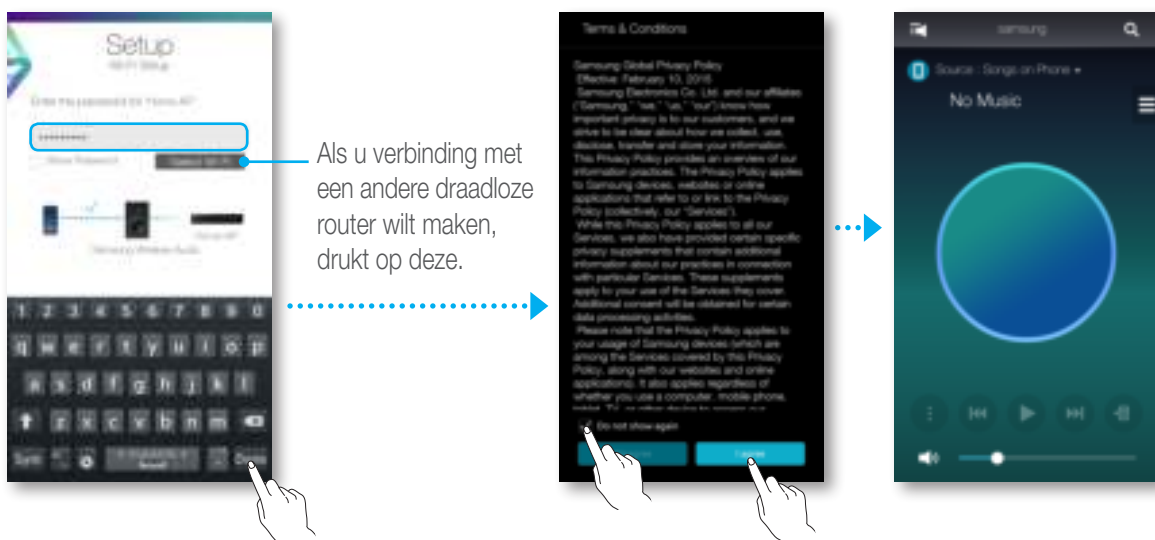 Setup
Wi-Fi Setup
Enter the password for "Home AP".
Show Password
Samsung Wireless Audio
Home AP
1 2 3 4 5 6 7 8 9 0
q w e r t y u i o p
a s d f g h j k l
z x c v b n m
Sym
Done
Als u verbinding met
een andere draadloze
router wilt maken,
drukt op deze.
Terms & Conditions
Samsung Global Privacy Policy
Effective: February 10, 2015
Samsung Electronics Co. Ltd. and our affiliates
("Samsung," "we," "us," "our") know how
important privacy is to our customers, and we
strive to be clear about how we collect, use,
disclose, transfer and store your information.
This Privacy Policy provides an overview of our
information practices. The Privacy Policy applies
to Samsung devices, websites or online
applications that refer to or link to the Privacy
Policy (collectively, our "Services").
While this Privacy Policy applies to all our
Services, we also have provided certain specific
privacy supplements that contain additional
information about our practices in connection
with particular Services. These supplements
apply to your use of the Services they cover.
Additional consent will be obtained for certain
data processing activities.
Please note that the Privacy Policy applies to
your usage of Samsung devices (which are
among the Services covered by this Privacy
Policy, along with our websites and online
applications). It also applies regardless of
whether you use a computer, mobile phone,
tablet, TV, or other device to access our
Do not show again
I agree
samsung
Source : Songs on Phone
No Music